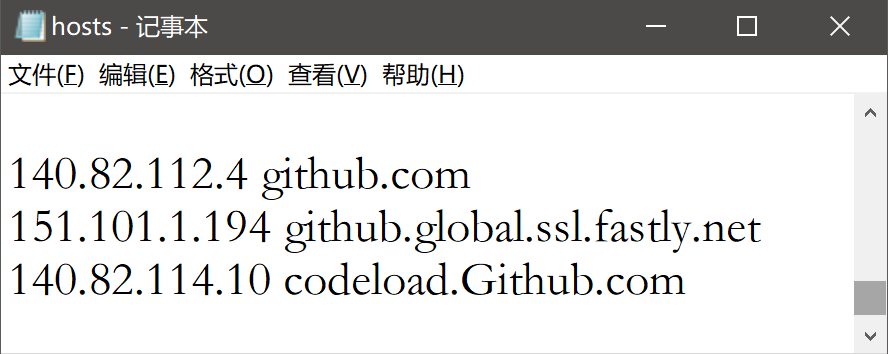 hosts - 记事本
文件(F) 编辑(E) 格式(O) 查看(V) 帮助(H)
140.82.112.4 github.com
151.101.1.194 github.global.ssl.fastly.net
140.82.114.10 codeload.Github.com